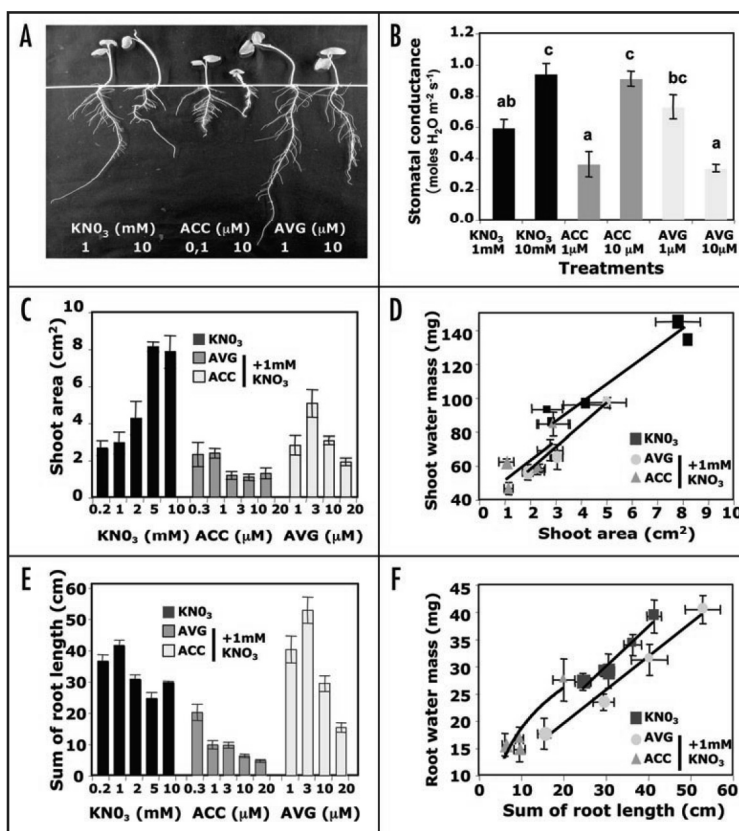 A
KNO₃ (mM) ACC (µM) AVG (µM)
1 10 0,1 10 1 10
B
Stomatal conductance
(moles H₂O m⁻² s⁻¹)
1.2
1.0
0.8
0.6
0.4
0.2
0.0
ab c a c bc a
KNO₃ KNO₃ ACC ACC AVG AVG
1mM 10mM 1µM 10 µM 1µM 10µM
Treatments
C
Shoot area (cm²)
10
8
6
4
2
0
KNO₃
AVG
ACC
+1mM
KNO₃
0.2 1 2 5 10 0.3 1 3 10 20 1 3 10 20
KNO₃ (mM) ACC (µM) AVG (µM)
D
Shoot water mass (mg)
140
120
100
80
60
40
KNO₃
AVG
ACC
+1mM
KNO₃
0 1 2 3 4 5 6 7 8 9
Shoot area (cm²)
E
Sum of root length (cm)
60
50
40
30
20
10
0
KNO₃
AVG
ACC
+1mM
KNO₃
0.2 1 2 5 10 0.3 1 3 10 20 1 3 10 20
KNO₃ (mM) ACC (µM) AVG (µM)
F
Root water mass (mg)
45
40
35
30
25
20
15
10
KNO₃
AVG
ACC
+1mM
KNO₃
0 10 20 30 40 50 60
Sum of root length (cm)